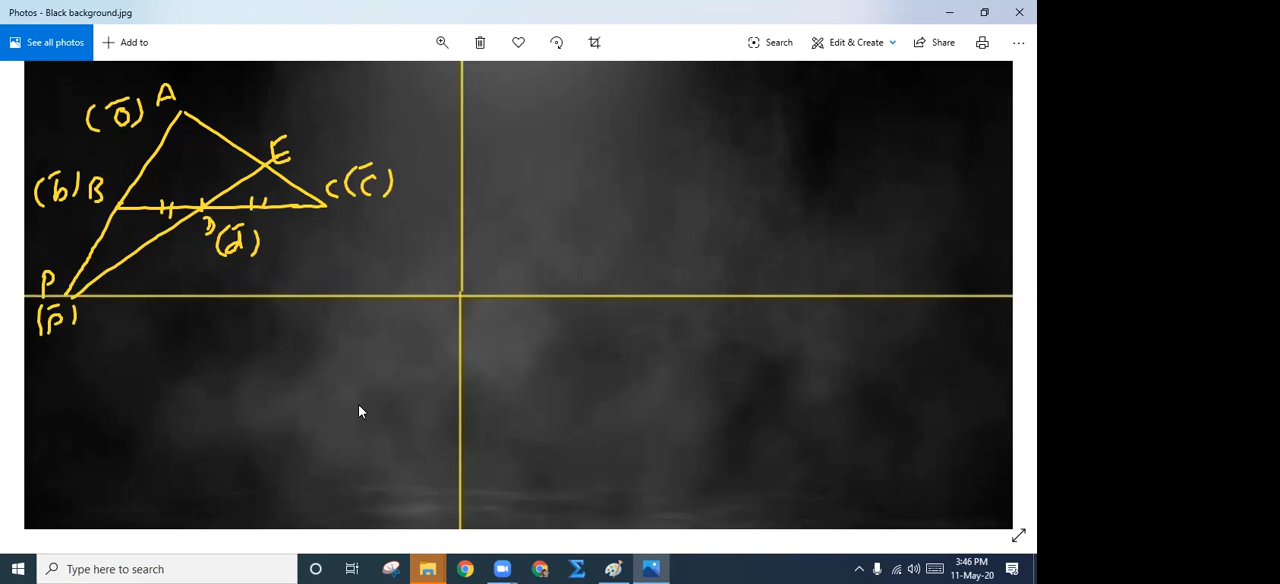 Photos - Black background.jpg
See all photos
Add to
Search
Edit & Create
Share
A
(ō)
E
(b̄) B
C(c̄)
D
(d̄)
P
(p̄)
Type here to search
3:46 PM
11-May-20